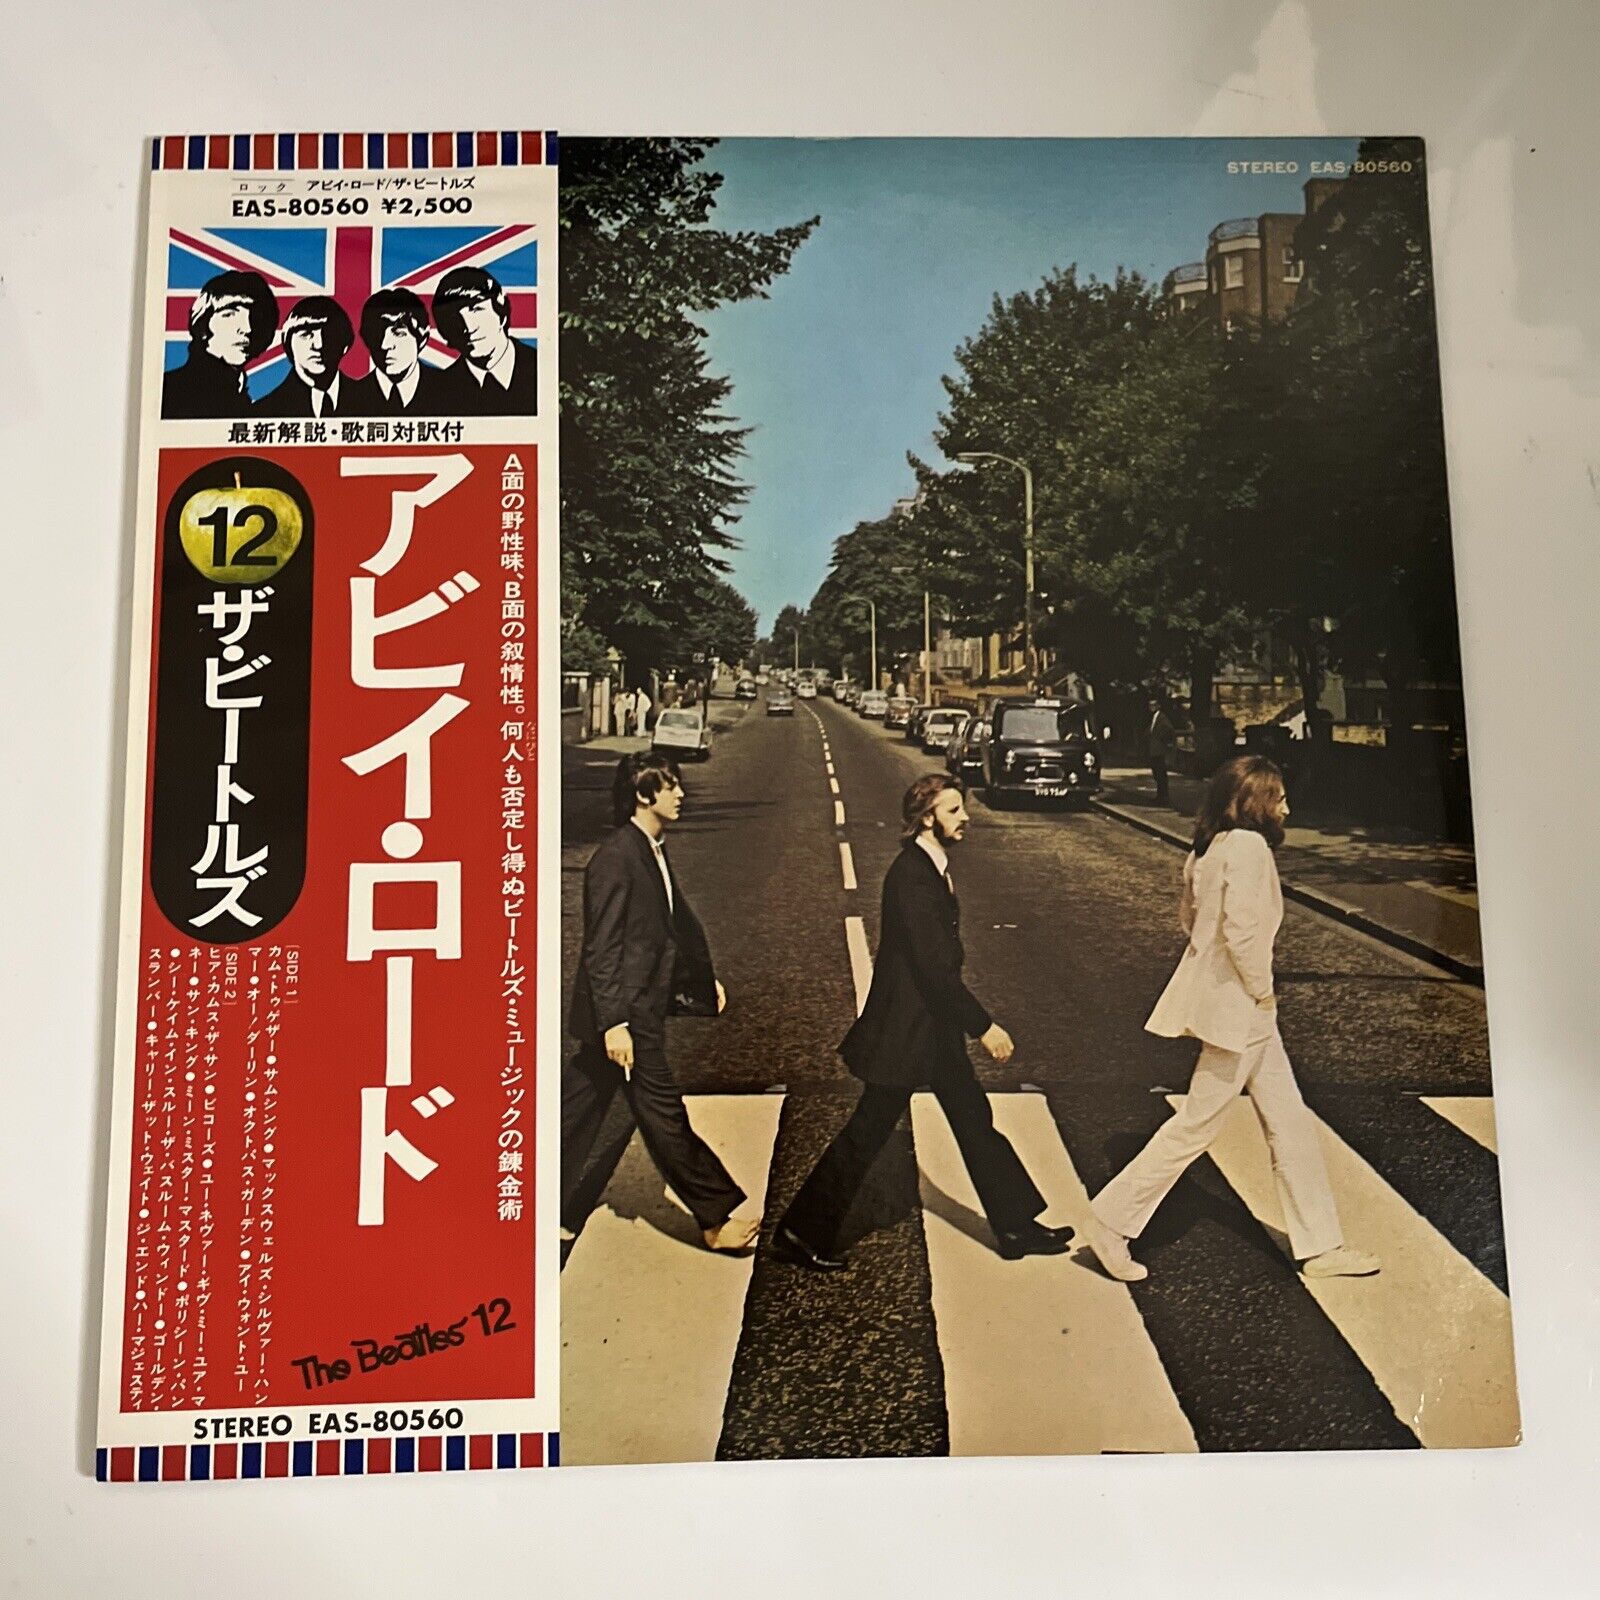 ロック アビイ・ロード/ザ・ビートルズ
EAS-80560 ¥2,500
最新解説・歌詞対訳付
A面の野性味、B面の叙情性。何人も否定し得ぬビートルズ・ミュージックの錬金術
なにびと
アビイ・ロード
12
ザ・ビートルズ
[SIDE 1]
カム・トゥゲザー●サムシング●マックスウェルズ・シルヴァー・ハン
マー●オー!ダーリン●オクトパス・ガーデン●アイ・ウォント・ユー
[SIDE 2]
ヒア・カムズ・ザ・サン●ビコーズ●ユー・ネヴァー・ギヴ・ミー・ユア・マ
ネー●サン・キング●ミーン・ミスター・マスタード●ポリシーン・パン
●シー・ケイム・イン・スルー・ザ・バスルーム・ウィンドー●ゴールデン・
スランバー●キャリー・ザット・ウェイト●ジ・エンド●ハー・マジェスティ
The Beatles 12
STEREO EAS-80560
STEREO EAS-80560